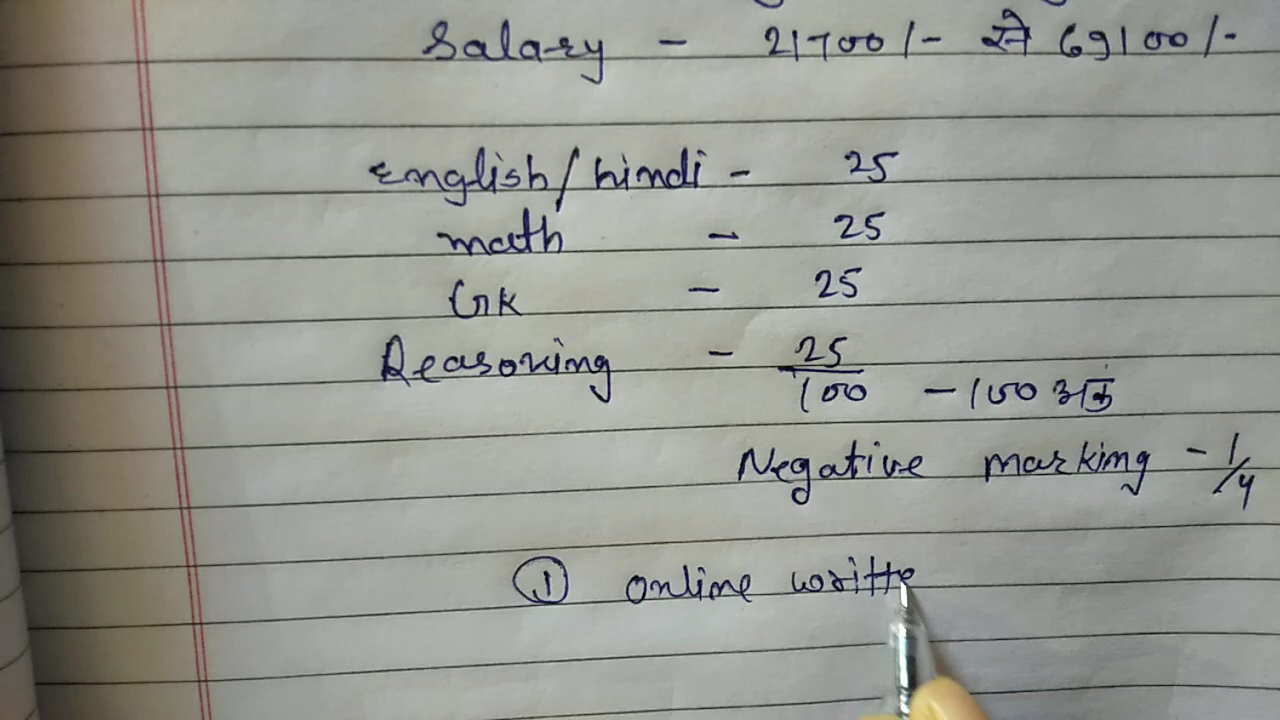 Salary - 21700/- से 69100/-
English/hindi - 25
math - 25
GK - 25
Reasoning - 25
100 - 100 अंक
Negative marking - 1/4
① online writte